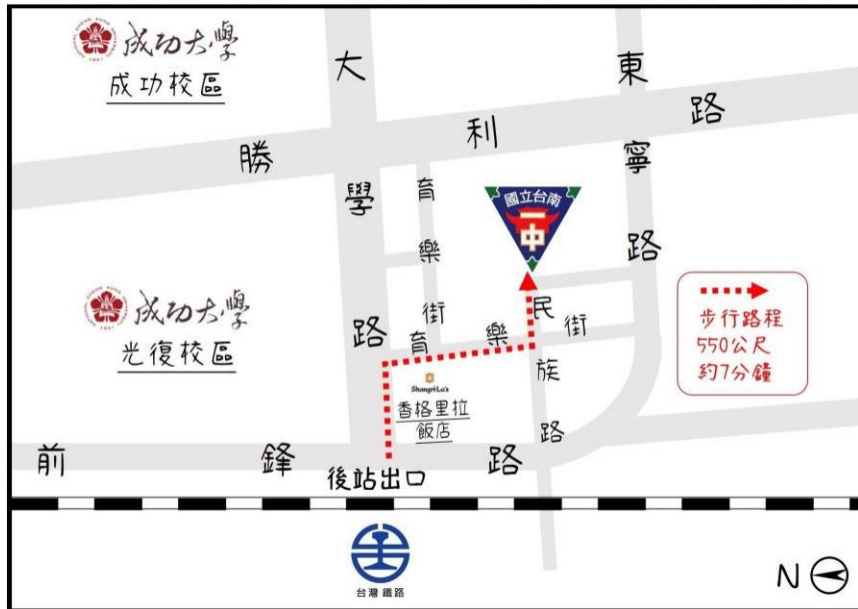 成功大學
成功校區
大學路
東寧路
勝利路
育樂街
國立台南
一中
成功大學
光復校區
民族路
育樂街
步行路程
550公尺
約7分鐘
Shangri-La's
香格里拉
飯店
前鋒路
後站出口
台灣鐵路
N